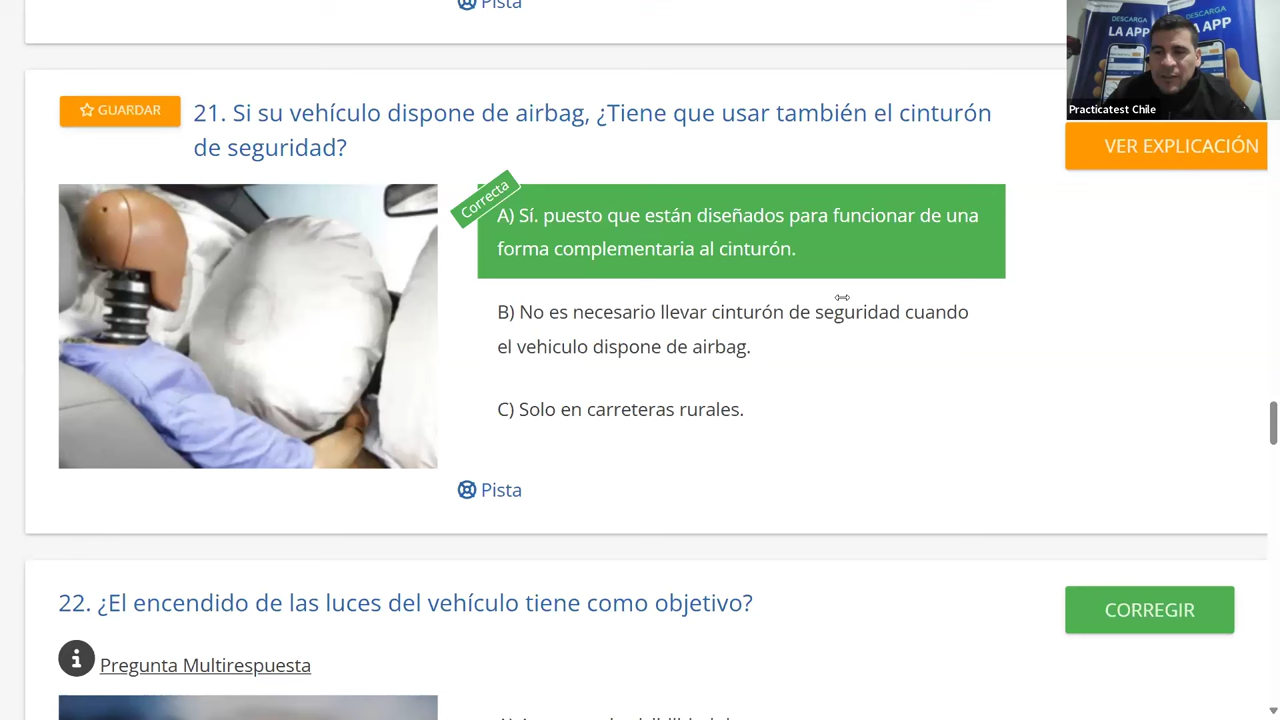 Pista
DESCARGA
LA APP
DESCARGA
LA APP
Practicatest Chile
GUARDAR
21. Si su vehículo dispone de airbag, ¿Tiene que usar también el cinturón
de seguridad?
VER EXPLICACIÓN
Correcta
A) Sí. puesto que están diseñados para funcionar de una
forma complementaria al cinturón.
B) No es necesario llevar cinturón de seguridad cuando
el vehiculo dispone de airbag.
C) Solo en carreteras rurales.
Pista
22. ¿El encendido de las luces del vehículo tiene como objetivo?
CORREGIR
Pregunta Multirespuesta